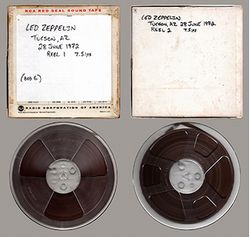 RCA RED SEAL SOUND TAPE
LED ZEPPELIN
TUCSON, AZ
28 JUNE 1972
REEL 1 7.5 ips
RADIO CORPORATION OF AMERICA
LED ZEPPELIN
TUCSON, AZ 28 JUNE 1972
REEL 2 7.5